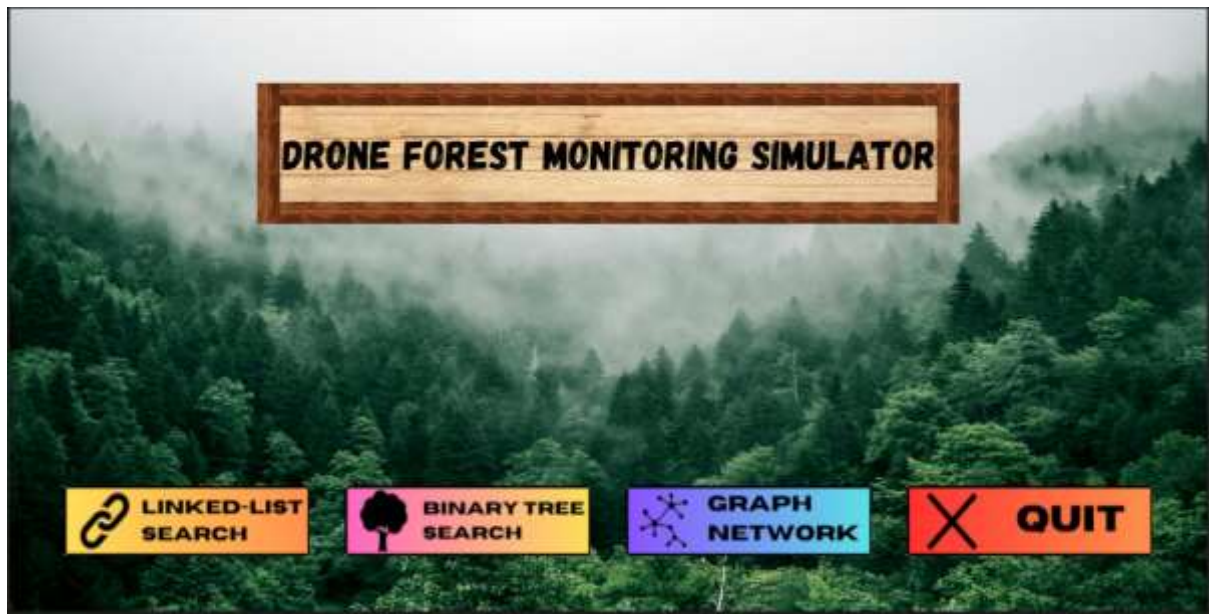 DRONE FOREST MONITORING SIMULATOR
LINKED-LIST
SEARCH
BINARY TREE
SEARCH
GRAPH
NETWORK
QUIT